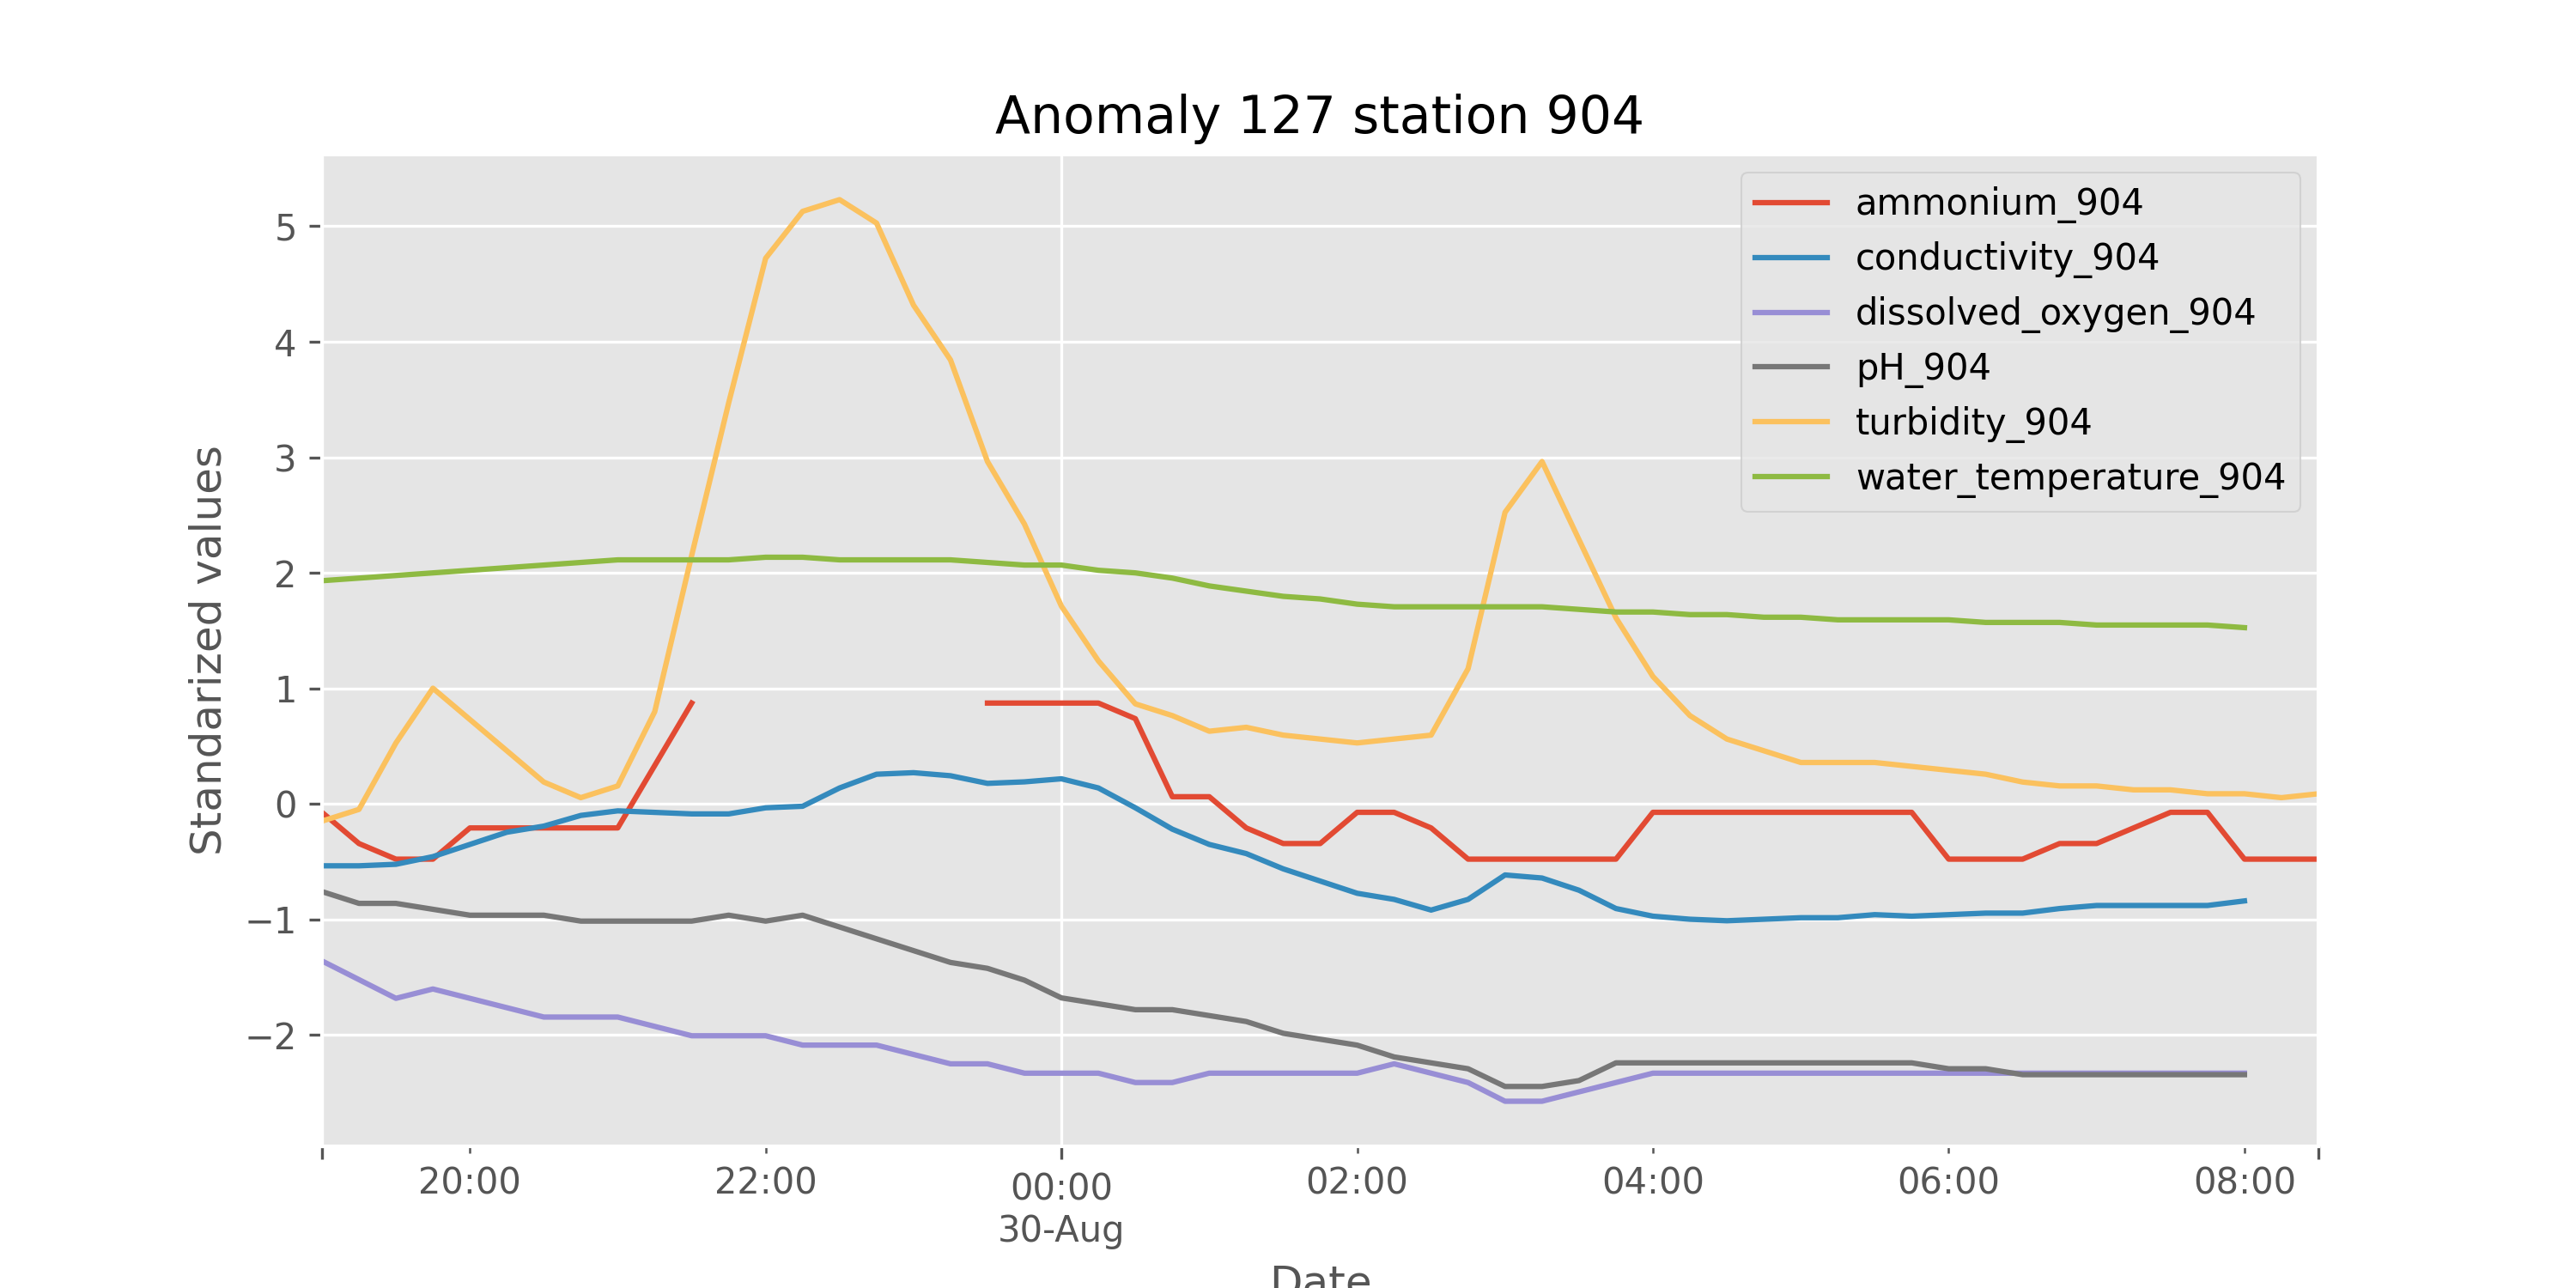 Anomaly 127 station 904
ammonium_904
conductivity_904
dissolved_oxygen_904
pH_904
turbidity_904
water_temperature_904
Standarized values
5
4
3
2
1
0
−1
−2
20:00 22:00 00:00 02:00 04:00 06:00 08:00
30-Aug
Date